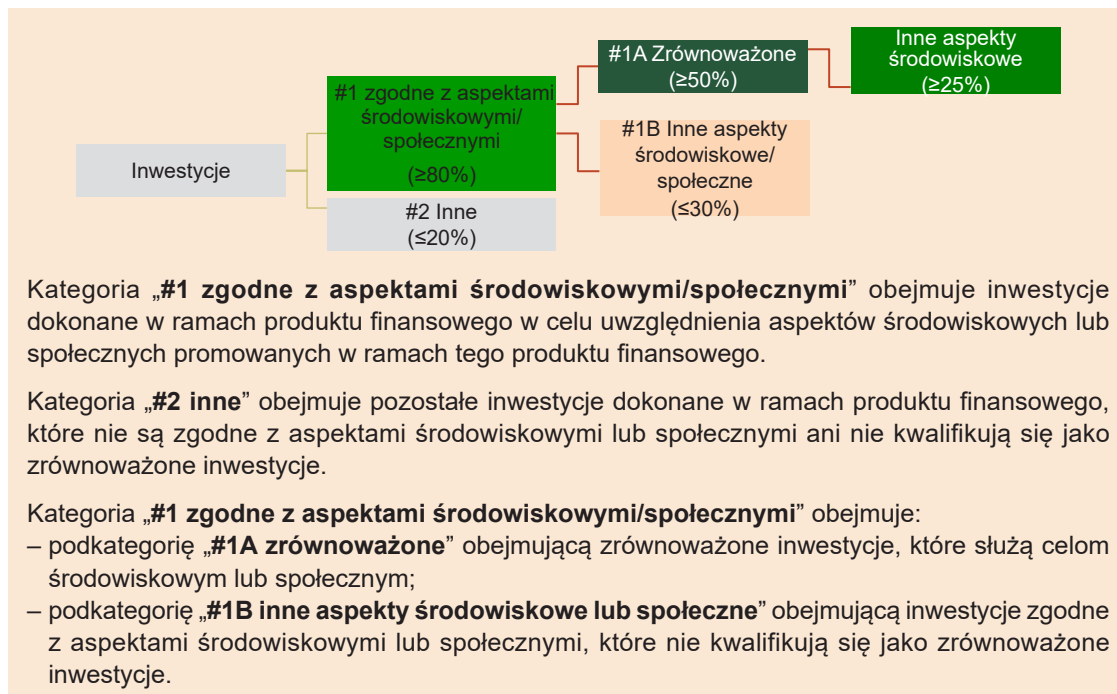 Inwestycje
#1 zgodne z aspektami
środowiskowymi/
społecznymi
(≥80%)
#2 Inne
(≤20%)
#1A Zrównoważone
(≥50%)
#1B Inne aspekty
środowiskowe/
społeczne
(≤30%)
Inne aspekty
środowiskowe
(≥25%)
Kategoria „#1 zgodne z aspektami środowiskowymi/społecznymi” obejmuje inwestycje
dokonane w ramach produktu finansowego w celu uwzględnienia aspektów środowiskowych lub
społecznych promowanych w ramach tego produktu finansowego.
Kategoria „#2 inne” obejmuje pozostałe inwestycje dokonane w ramach produktu finansowego,
które nie są zgodne z aspektami środowiskowymi lub społecznymi ani nie kwalifikują się jako
zrównoważone inwestycje.
Kategoria „#1 zgodne z aspektami środowiskowymi/społecznymi” obejmuje:
– podkategorię „#1A zrównoważone” obejmującą zrównoważone inwestycje, które służą celom
środowiskowym lub społecznym;
– podkategorię „#1B inne aspekty środowiskowe lub społeczne” obejmującą inwestycje zgodne
z aspektami środowiskowymi lub społecznymi, które nie kwalifikują się jako zrównoważone
inwestycje.